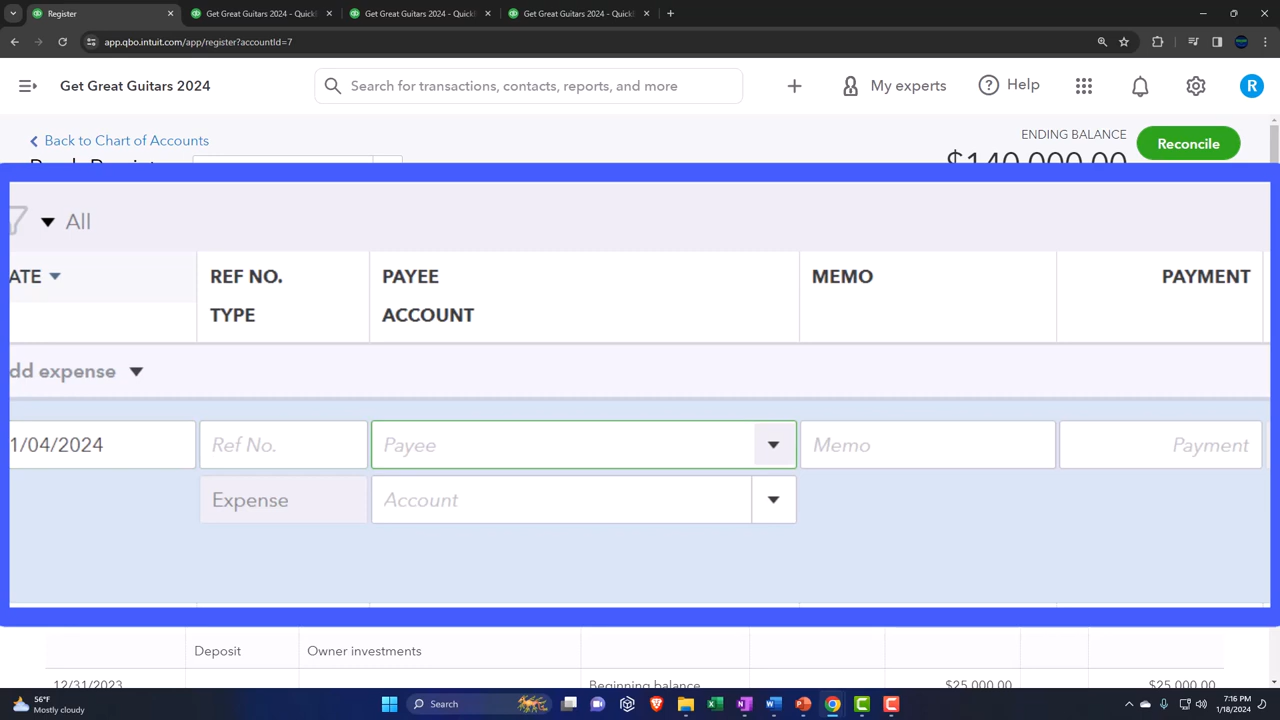 Register
Get Great Guitars 2024 - Quick
Get Great Guitars 2024 - Quick
Get Great Guitars 2024 - Quick
app.qbo.intuit.com/app/register?accountId=7
Get Great Guitars 2024
Search for transactions, contacts, reports, and more
My experts
Help
R
Back to Chart of Accounts
ENDING BALANCE
$140,000.00
Reconcile
All
ATE
REF NO.
PAYEE
MEMO
PAYMENT
TYPE
ACCOUNT
dd expense
1/04/2024
Ref No.
Payee
Memo
Payment
Expense
Account
Deposit
Owner investments
12/31/2023
Beginning balance
$25,000.00
$25,000.00
56°F
Mostly cloudy
Search
7:16 PM
1/18/2024